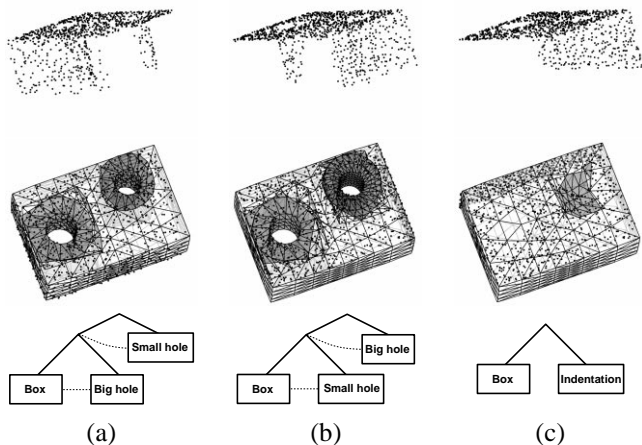 Small hole
Box
Big hole
Big hole
Box
Small hole
Box
Indentation
(a)
(b)
(c)